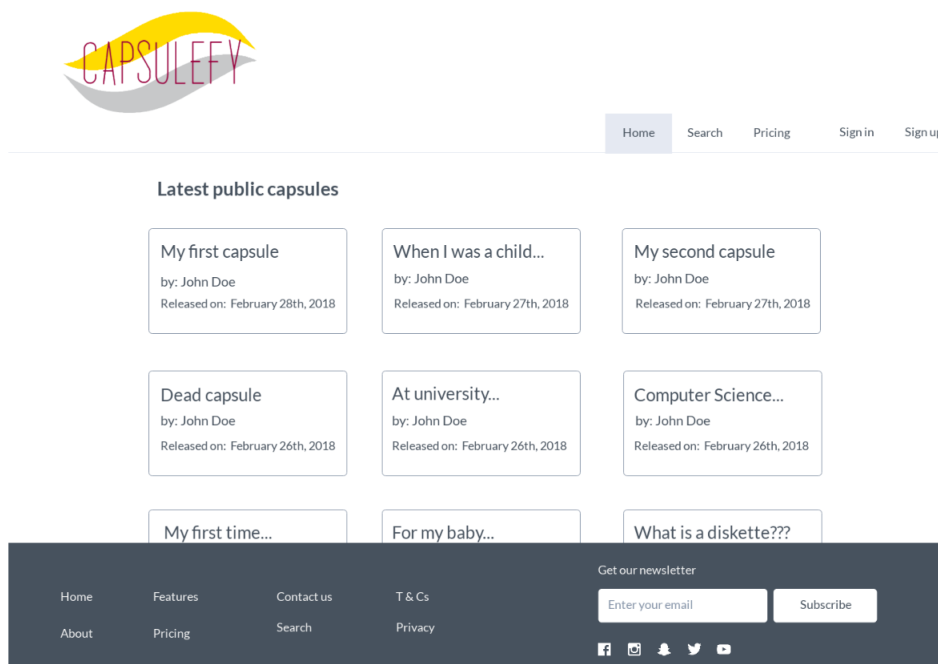 CAPSULEFY
Home Search Pricing Sign in Sign up
Latest public capsules
My first capsule
by: John Doe
Released on: February 28th, 2018
When I was a child...
by: John Doe
Released on: February 27th, 2018
My second capsule
by: John Doe
Released on: February 27th, 2018
Dead capsule
by: John Doe
Released on: February 26th, 2018
At university...
by: John Doe
Released on: February 26th, 2018
Computer Science...
by: John Doe
Released on: February 26th, 2018
My first time...
For my baby...
What is a diskette???
Home
About
Features
Pricing
Contact us
Search
T & Cs
Privacy
Get our newsletter
Enter your email
Subscribe